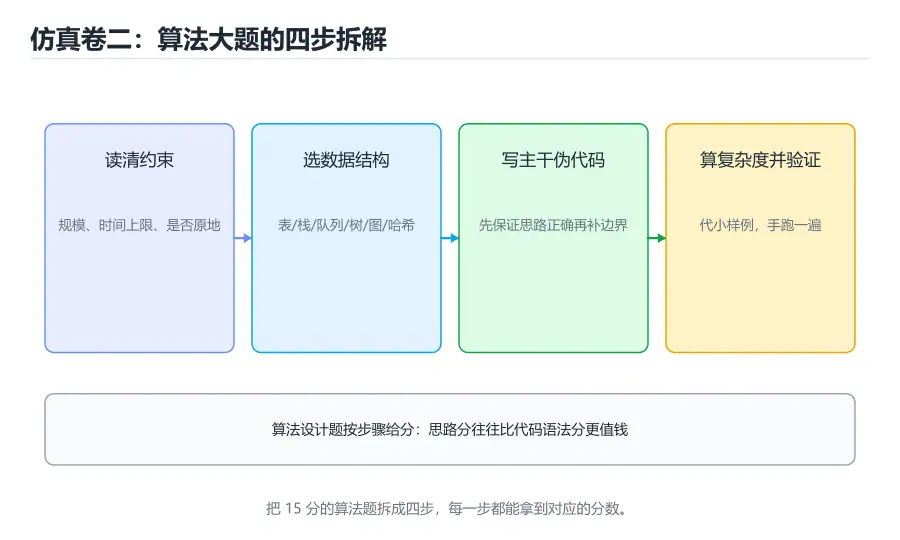 仿真卷二：算法大题的四步拆解
读清约束
规模、时间上限、是否原地
选数据结构
表/栈/队列/树/图/哈希
写主干伪代码
先保证思路正确再补边界
算复杂度并验证
代小样例，手跑一遍
算法设计题按步骤给分：思路分往往比代码语法分更值钱
把 15 分的算法题拆成四步，每一步都能拿到对应的分数。